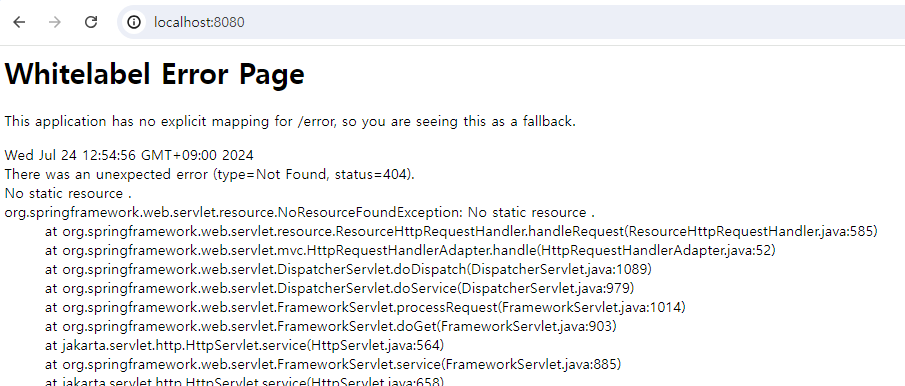 localhost:8080
Whitelabel Error Page
This application has no explicit mapping for /error, so you are seeing this as a fallback.
Wed Jul 24 12:54:56 GMT+09:00 2024
There was an unexpected error (type=Not Found, status=404).
No static resource .
org.springframework.web.servlet.resource.NoResourceFoundException: No static resource .
at org.springframework.web.servlet.resource.ResourceHttpRequestHandler.handleRequest(ResourceHttpRequestHandler.java:585)
at org.springframework.web.servlet.mvc.HttpRequestHandlerAdapter.handle(HttpRequestHandlerAdapter.java:52)
at org.springframework.web.servlet.DispatcherServlet.doDispatch(DispatcherServlet.java:1089)
at org.springframework.web.servlet.DispatcherServlet.doService(DispatcherServlet.java:979)
at org.springframework.web.servlet.FrameworkServlet.processRequest(FrameworkServlet.java:1014)
at org.springframework.web.servlet.FrameworkServlet.doGet(FrameworkServlet.java:903)
at jakarta.servlet.http.HttpServlet.service(HttpServlet.java:564)
at org.springframework.web.servlet.FrameworkServlet.service(FrameworkServlet.java:885)
at jakarta.servlet.http.HttpServlet.service(HttpServlet.java:658)